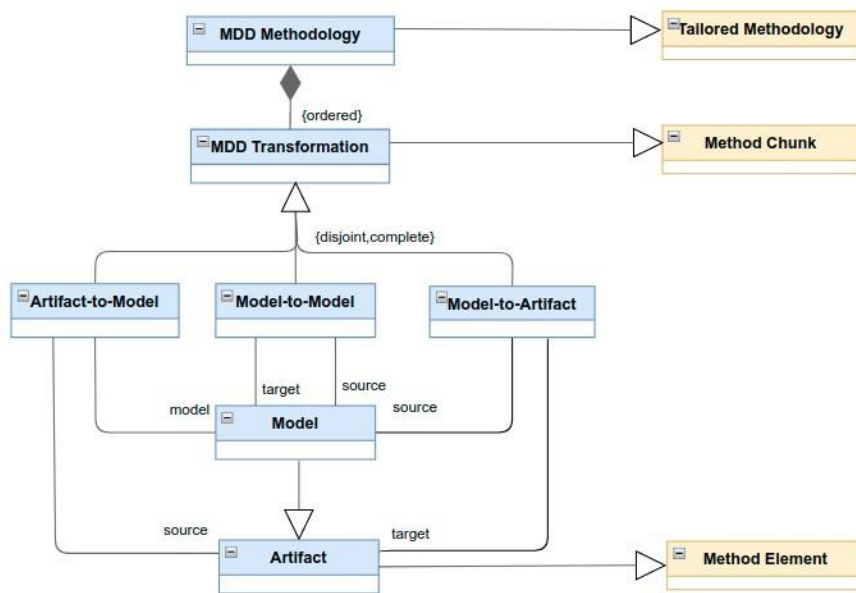 MDD Methodology
Tailored Methodology
{ordered}
MDD Transformation
Method Chunk
{disjoint,complete}
Artifact-to-Model
Model-to-Model
Model-to-Artifact
target
source
model
source
Model
source
target
Artifact
Method Element